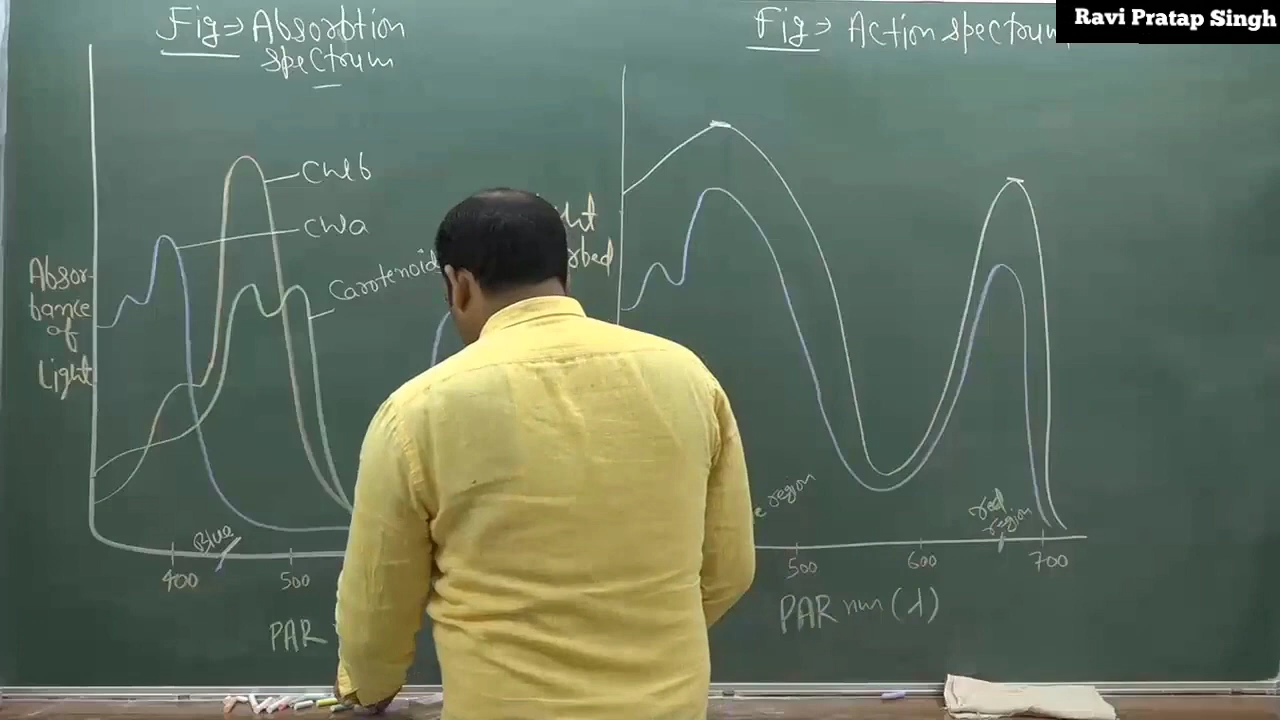 Ravi Pratap Singh
Fig→ Absorbtion
spectrum
Fig→ Action spectrum
Chl b
Chl a
Carotenoid
Absor-
bance
of
Light
Blue
400 500
PAR
region
red
region
500 600 700
PAR nm (λ)